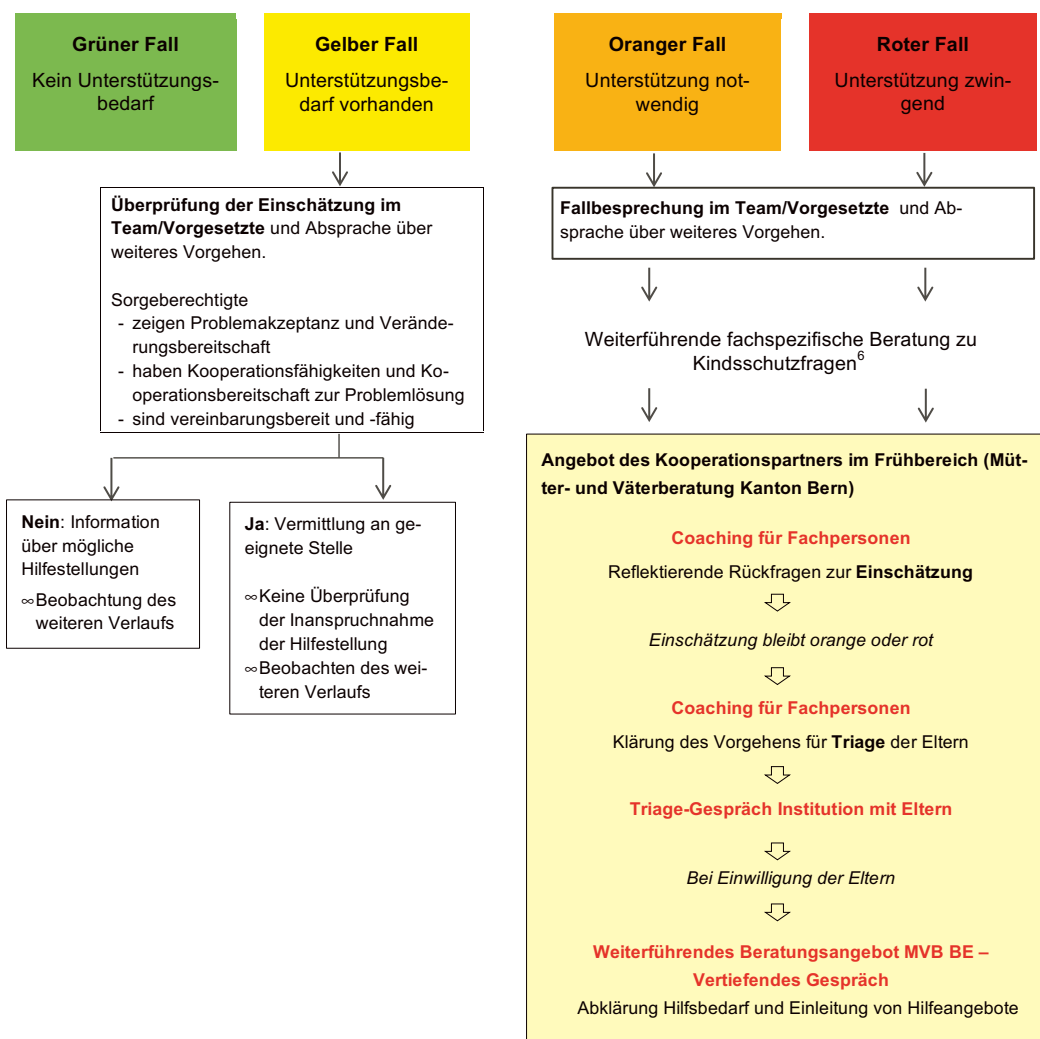 Grüner Fall
Kein Unterstützungs-
bedarf
Gelber Fall
Unterstützungsbe-
darf vorhanden
Oranger Fall
Unterstützung not-
wendig
Roter Fall
Unterstützung zwin-
gend
Überprüfung der Einschätzung im
Team/Vorgesetzte und Absprache über
weiteres Vorgehen.
Sorgeberechtigte
- zeigen Problemakzeptanz und Verände-
rungsbereitschaft
- haben Kooperationsfähigkeiten und Ko-
operationsbereitschaft zur Problemlösung
- sind vereinbarungsbereit und -fähig
Nein: Information
über mögliche
Hilfestellungen
∞Beobachtung des
weiteren Verlaufs
Ja: Vermittlung an ge-
eignete Stelle
∞Keine Überprüfung
der Inanspruchnahme
der Hilfestellung
∞Beobachten des wei-
teren Verlaufs
Fallbesprechung im Team/Vorgesetzte und Ab-
sprache über weiteres Vorgehen.
Weiterführende fachspezifische Beratung zu
Kindsschutzfragen⁶
Angebot des Kooperationspartners im Frühbereich (Müt-
ter- und Väterberatung Kanton Bern)
Coaching für Fachpersonen
Reflektierende Rückfragen zur Einschätzung
Einschätzung bleibt orange oder rot
Coaching für Fachpersonen
Klärung des Vorgehens für Triage der Eltern
Triage-Gespräch Institution mit Eltern
Bei Einwilligung der Eltern
Weiterführendes Beratungsangebot MVB BE –
Vertiefendes Gespräch
Abklärung Hilfsbedarf und Einleitung von Hilfeangebote